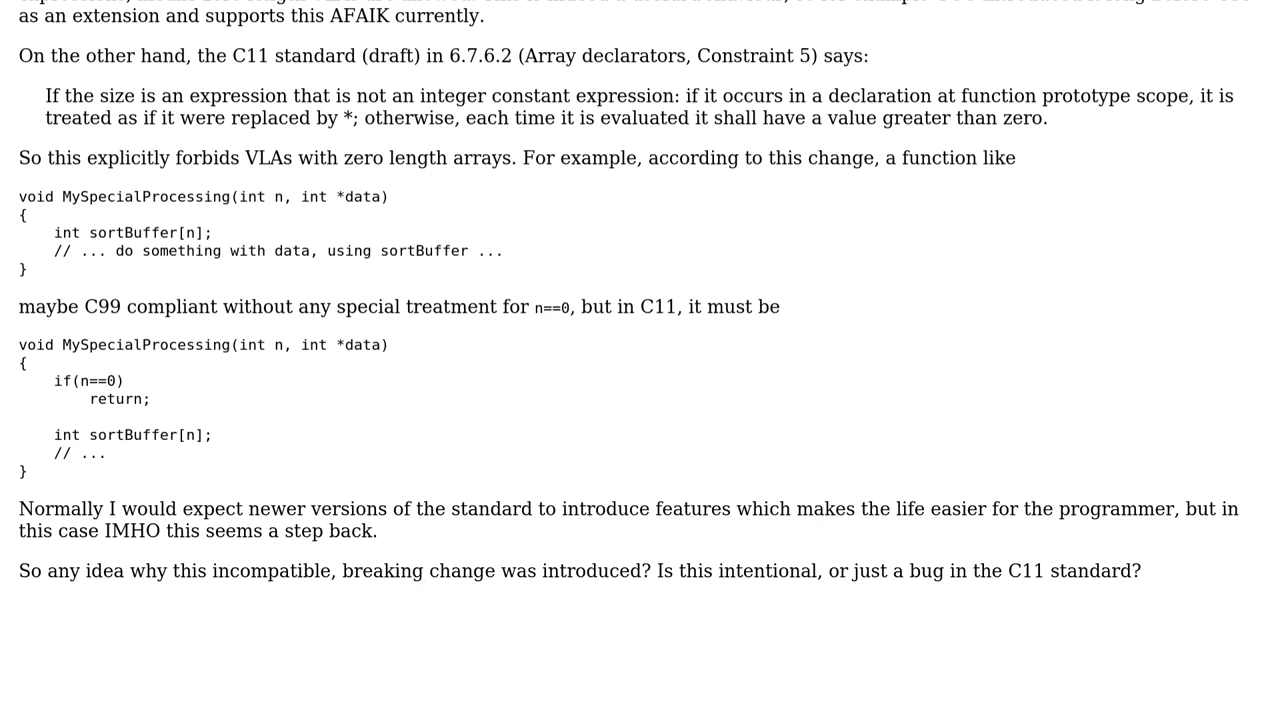 as an extension and supports this AFAIK currently.
On the other hand, the C11 standard (draft) in 6.7.6.2 (Array declarators, Constraint 5) says:
If the size is an expression that is not an integer constant expression: if it occurs in a declaration at function prototype scope, it is
treated as if it were replaced by *; otherwise, each time it is evaluated it shall have a value greater than zero.
So this explicitly forbids VLAs with zero length arrays. For example, according to this change, a function like
void MySpecialProcessing(int n, int *data)
{
    int sortBuffer[n];
    // ... do something with data, using sortBuffer ...
}
maybe C99 compliant without any special treatment for n==0, but in C11, it must be
void MySpecialProcessing(int n, int *data)
{
    if(n==0)
        return;
    int sortBuffer[n];
    // ...
}
Normally I would expect newer versions of the standard to introduce features which makes the life easier for the programmer, but in
this case IMHO this seems a step back.
So any idea why this incompatible, breaking change was introduced? Is this intentional, or just a bug in the C11 standard?